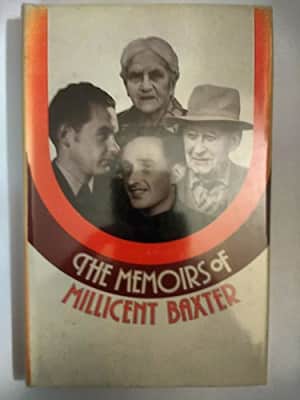 THE MEMOIRS of
MILLICENT BAXTER